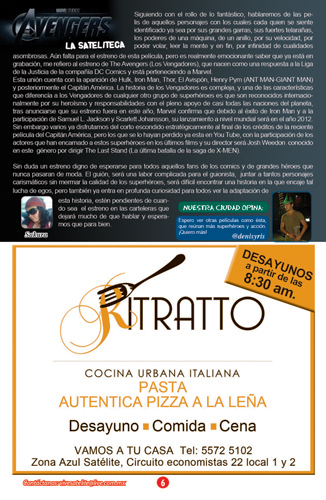 MARVEL STUDIOS
AVENGERS
LA SATELITECA
Siguiendo con el rollo de lo fantástico, hablaremos de las pe-
lis de aquellos personajes con los cuales cada quen se siente
identificado ya sea por sus grandes garras, sus fuertes telarañas,
los poderes de una máquina, de un anillo, por su velocidad, por
poder volar, leer la mente y en fin, por infinidad de cualidades
asombrosas. Aún falta para el estreno de esta película, pero es realmente emocionante saber que ya está en
grabación, me refiero al estreno de The Avengers (Los Vengadores), que nacen como una respuesta a la Liga
de la Justicia de la compañía DC Comics y está perteneciendo a Marvel.
Esta unión cuenta con la aparición de Hulk, Iron Man, Thor, El Avispón, Henry Pym (ANT MAN-GIANT MAN)
y posteriormente el Capitán América. La historia de los Vengadores es compleja, y una de las características
que diferencia a los Vengadores de cualquier otro grupo de superhéroes es que son reconocidos internacio-
nalmente por su heroísmo y responsabilidades con el pleno apoyo de casi todas las naciones del planeta,
tras anunciarse que su estreno fuera en este año, Marvel confirma que debido al éxito de Iron Man y a la
participación de Samuel L. Jackson y Scarlett Johansson, su lanzamiento a nivel mundial será en el año 2012.
Sin embargo varios ya disfrutamos del corto escondido estratégicamente al final de los créditos de la reciente
película del Capitán América, pero los que se lo hayan perdido ya esta en You Tube, con la participación de los
actores que han encarnado a estos superhéroes en los últimos films y su director será Josh Weedon conocido
en este género por dirigir The Last Stand (La última batalla de la saga de X-MEN).
Sin duda un estreno digno de esperarse para todos aquellos fans de los comics y de grandes héroes que
nunca pasaran de moda. El guión, será una labor complicada para el guionista, juntar a tantos personajes
carismáticos sin mermar la calidad de los superhéroes, será difícil encontrar una historia en la que encaje tal
lucha de egos, pero también ya entra en profunda curiosidad para todos ver la adaptación de
esta historia, estén pendientes de cuan-
do sea el estreno en las carteleras que
dejará mucho de que hablar y espera-
mos que para bien.
Sakura
NUESTRA CIUDAD OPINA:
Espero ver otras películas como ésta,
que reúnan más superhéroes y acción
¡Quiero más!
@denisyris
DESAYUNOS
a partir de las
8:30 am.
RITRATTO
COCINA URBANA ITALIANA
PASTA
AUTENTICA PIZZA A LA LEÑA
Desayuno ▪ Comida ▪ Cena
VAMOS A TU CASA Tel: 5572 5102
Zona Azul Satélite, Circuito economistas 22 local 1 y 2
Contáctanos:vivesatelite@live.com.mx
6